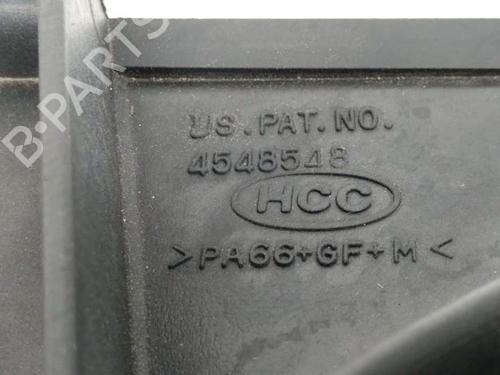 B-PARTS
US. PAT. NO.
4548548
HCC
>PA66+GF+M<